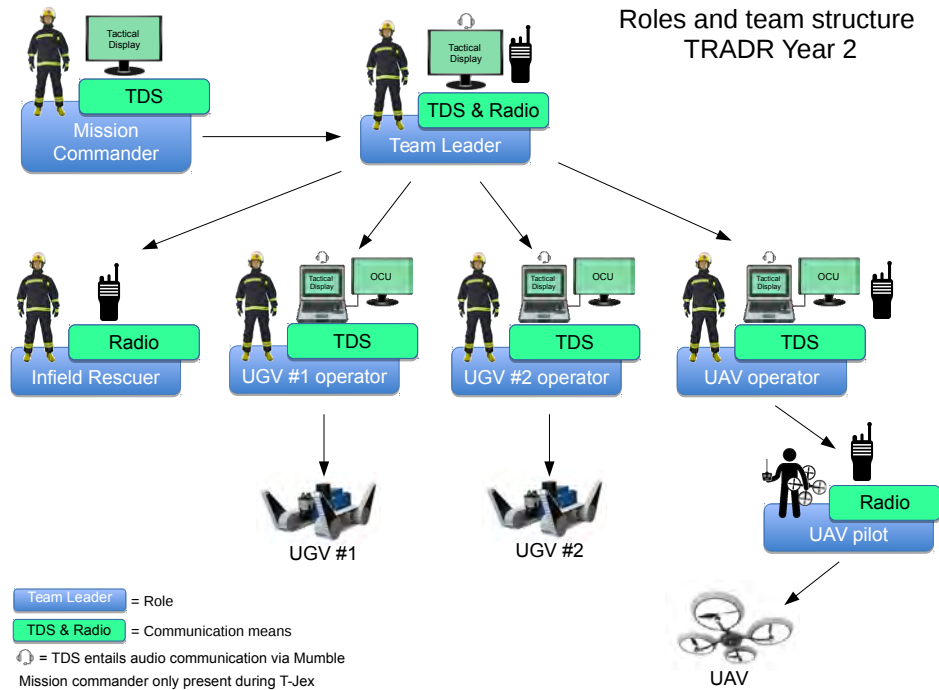 Roles and team structure
TRADR Year 2
Tactical
Display
TDS
Mission
Commander
Tactical
Display
TDS & Radio
Team Leader
Radio
Infield Rescuer
Tactical
Display
OCU
TDS
UGV #1 operator
Tactical
Display
OCU
TDS
UGV #2 operator
Tactical
Display
OCU
TDS
UAV operator
UGV #1
UGV #2
Radio
UAV pilot
UAV
Team Leader = Role
TDS & Radio = Communication means
= TDS entails audio communication via Mumble
Mission commander only present during T-Jex